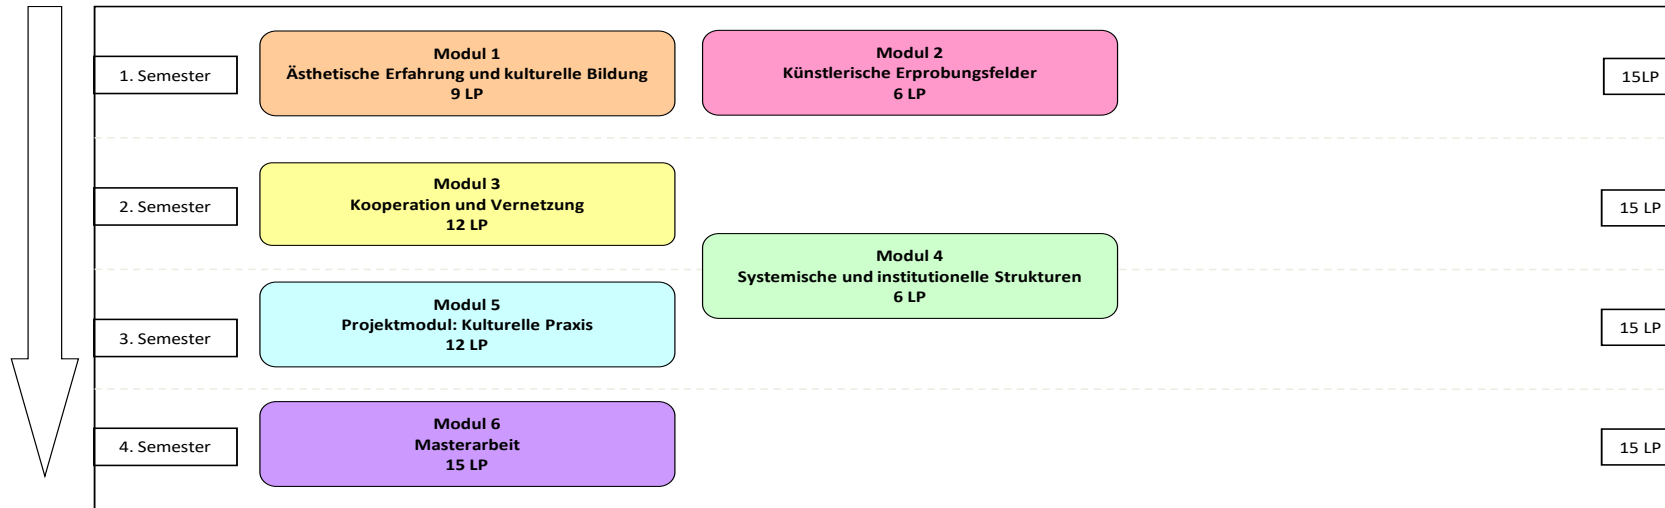 1. Semester
Modul 1
Ästhetische Erfahrung und kulturelle Bildung
9 LP
Modul 2
Künstlerische Erprobungsfelder
6 LP
15LP
2. Semester
Modul 3
Kooperation und Vernetzung
12 LP
15 LP
Modul 4
Systemische und institutionelle Strukturen
6 LP
3. Semester
Modul 5
Projektmodul: Kulturelle Praxis
12 LP
15 LP
4. Semester
Modul 6
Masterarbeit
15 LP
15 LP